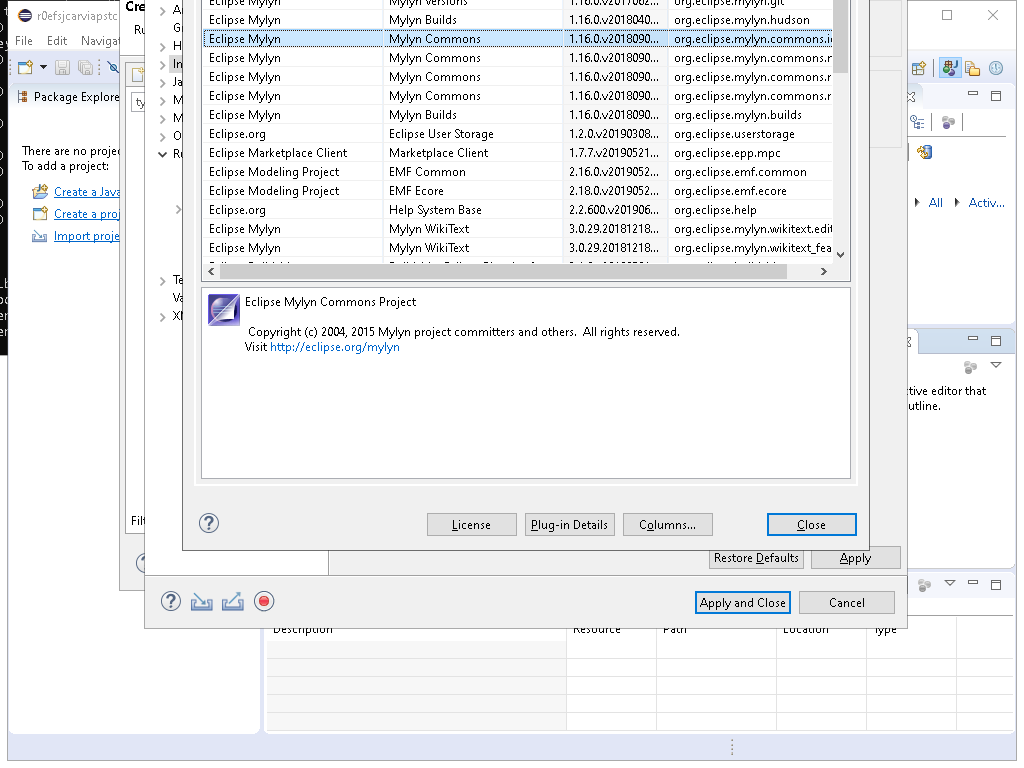 r0efsjcarviapstc
File Edit Navigat
Package Explore
There are no projec
To add a project:
Create a Java
Create a proj
Import proje
Cre
Eclipse Mylyn Mylyn Versions 1.16.0.v2017062... org.eclipse.mylyn.git
Eclipse Mylyn Mylyn Builds 1.16.0.v2018040... org.eclipse.mylyn.hudson
Eclipse Mylyn Mylyn Commons 1.16.0.v2018090... org.eclipse.mylyn.commons.i
Eclipse Mylyn Mylyn Commons 1.16.0.v2018090... org.eclipse.mylyn.commons.r
Eclipse Mylyn Mylyn Commons 1.16.0.v2018090... org.eclipse.mylyn.commons.
Eclipse Mylyn Mylyn Commons 1.16.0.v2018090... org.eclipse.mylyn.commons.r
Eclipse Mylyn Mylyn Builds 1.16.0.v2018090... org.eclipse.mylyn.builds
Eclipse.org Eclipse User Storage 1.2.0.v20190308... org.eclipse.userstorage
Eclipse Marketplace Client Marketplace Client 1.7.7.v20190521... org.eclipse.epp.mpc
Eclipse Modeling Project EMF Common 2.16.0.v2019052... org.eclipse.emf.common
Eclipse Modeling Project EMF Ecore 2.18.0.v2019052... org.eclipse.emf.ecore
Eclipse.org Help System Base 2.2.600.v201906... org.eclipse.help
Eclipse Mylyn Mylyn WikiText 3.0.29.20181218... org.eclipse.mylyn.wikitext.edit
Eclipse Mylyn Mylyn WikiText 3.0.29.20181218... org.eclipse.mylyn.wikitext_fea
Eclipse Mylyn Commons Project
Copyright (c) 2004, 2015 Mylyn project committers and others. All rights reserved.
Visit http://eclipse.org/mylyn
License Plug-in Details Columns... Close
Restore Defaults Apply
Apply and Close Cancel
All Activ...
ctive editor that
utline.
Description Resource Path Location Type